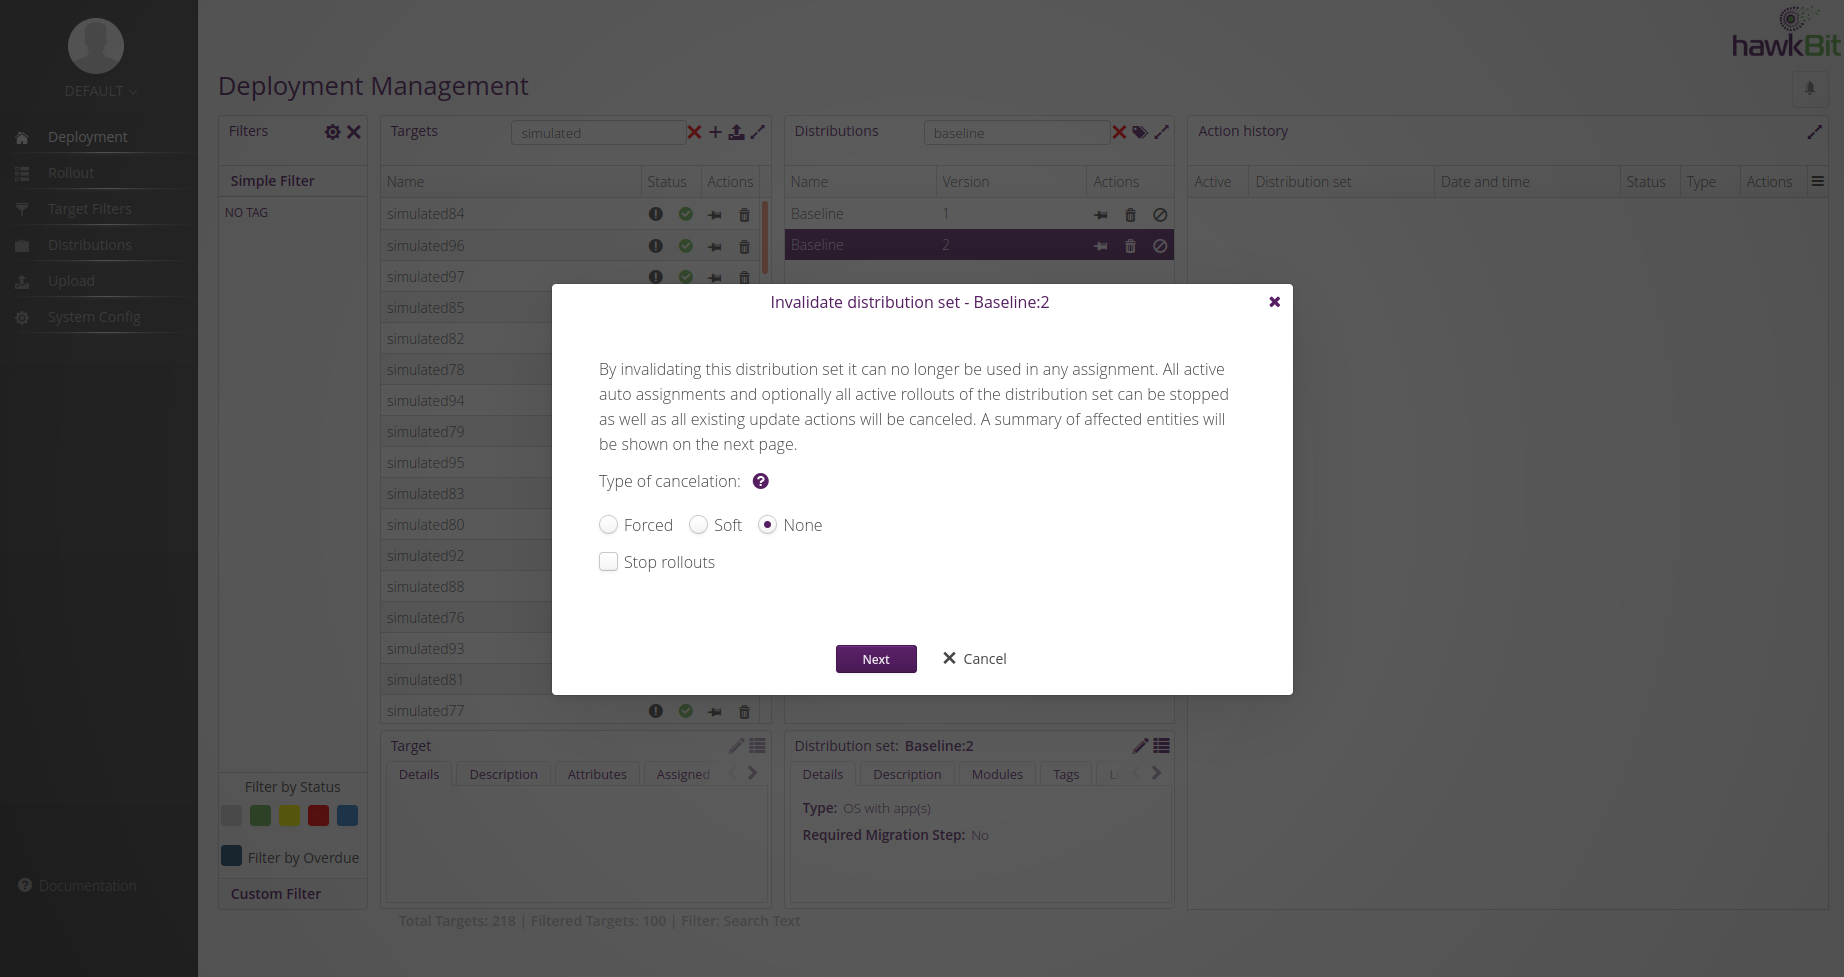 hawkBit
DEFAULT
Deployment Management
Deployment
Rollout
Target Filters
Distributions
Upload
System Config
Documentation
Filters
Simple Filter
NO TAG
Filter by Status
Filter by Overdue
Custom Filter
Targets
simulated
Name Status Actions
simulated84
simulated96
simulated97
simulated85
simulated82
simulated78
simulated94
simulated79
simulated95
simulated83
simulated80
simulated92
simulated88
simulated76
simulated93
simulated81
simulated77
Distributions
baseline
Name Version Actions
Baseline 1
Baseline 2
Action history
Active Distribution set Date and time Status Type Actions
Invalidate distribution set - Baseline:2
By invalidating this distribution set it can no longer be used in any assignment. All active
auto assignments and optionally all active rollouts of the distribution set can be stopped
as well as all existing update actions will be canceled. A summary of affected entities will
be shown on the next page.
Type of cancelation:
Forced Soft None
Stop rollouts
Next Cancel
Target
Details Description Attributes Assigned
Distribution set: Baseline:2
Details Description Modules Tags
Type: OS with app(s)
Required Migration Step: No
Total Targets: 218 | Filtered Targets: 100 | Filter: Search Text